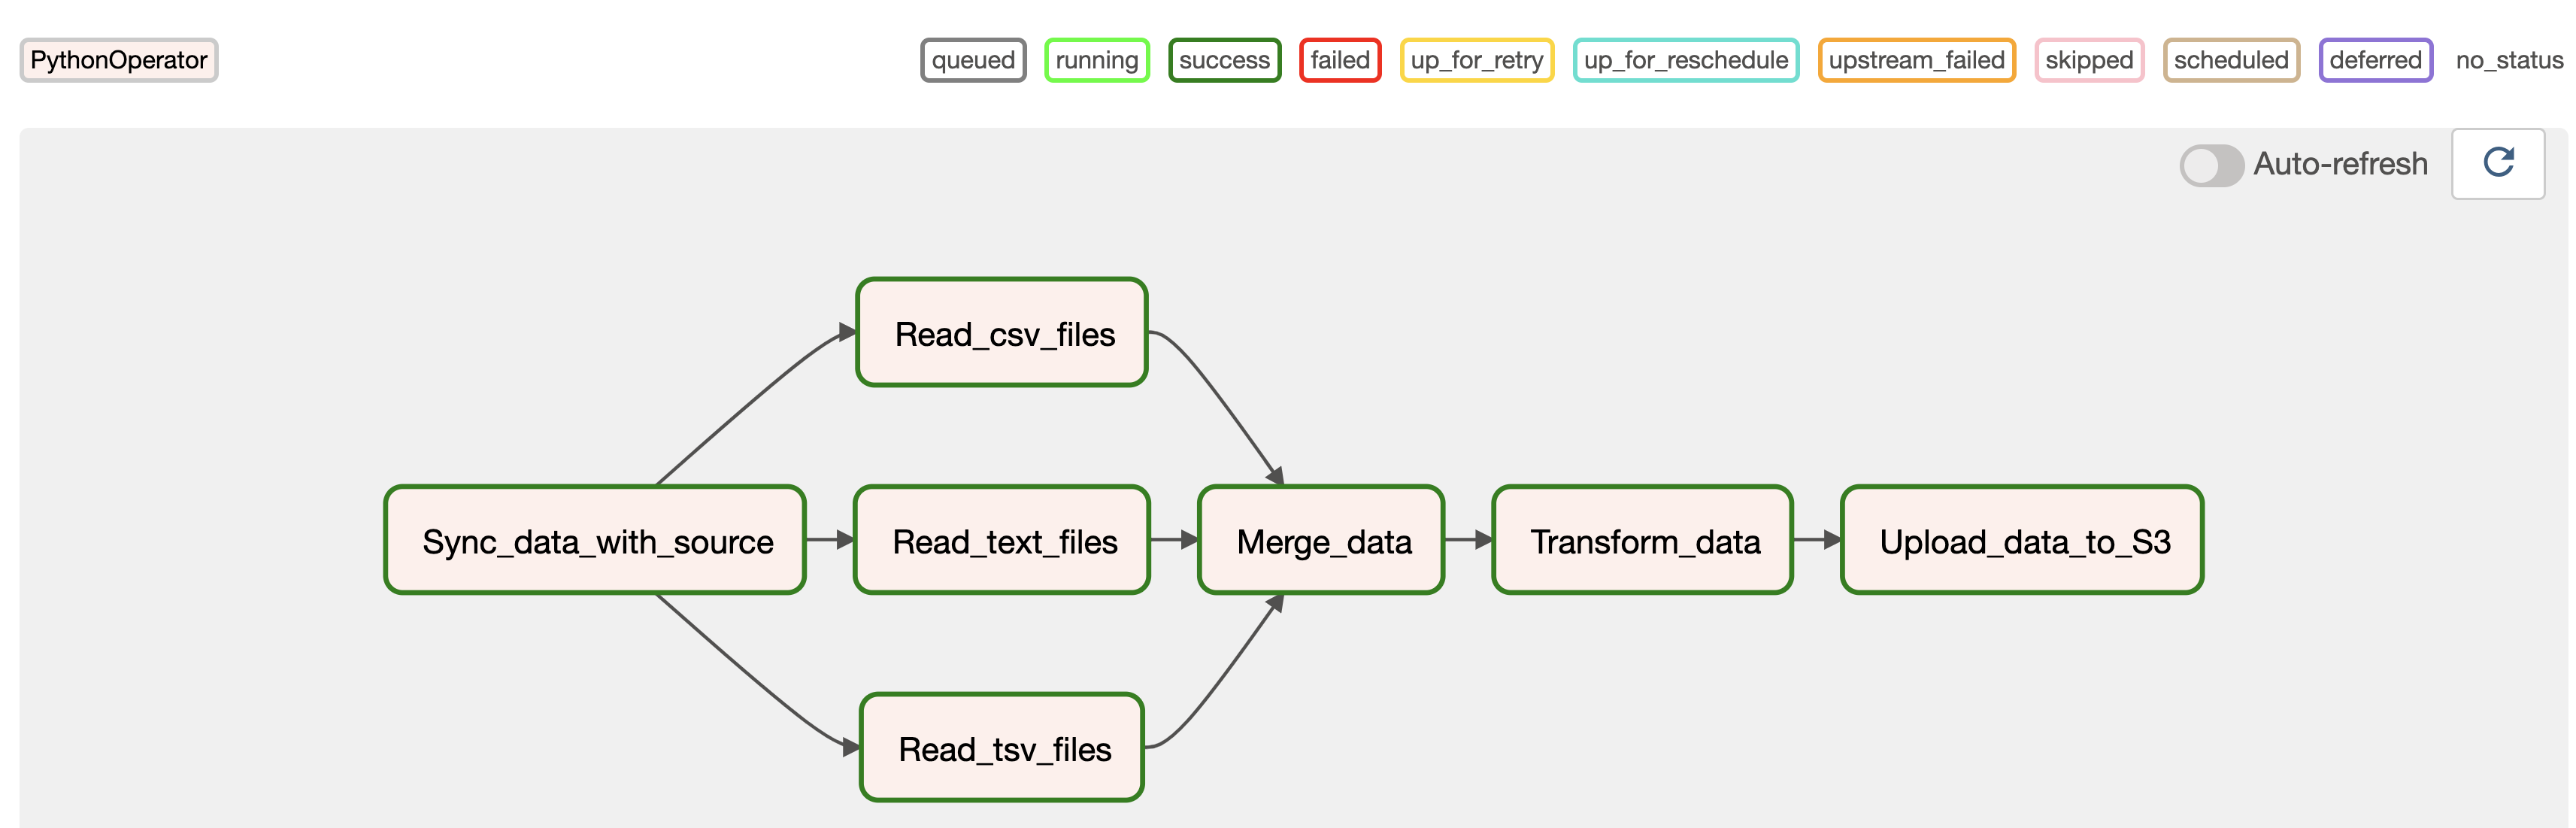 PythonOperator queued running success failed up_for_retry up_for_reschedule upstream_failed skipped scheduled deferred no_status
Auto-refresh
Read_csv_files
Sync_data_with_source Read_text_files Merge_data Transform_data Upload_data_to_S3
Read_tsv_files